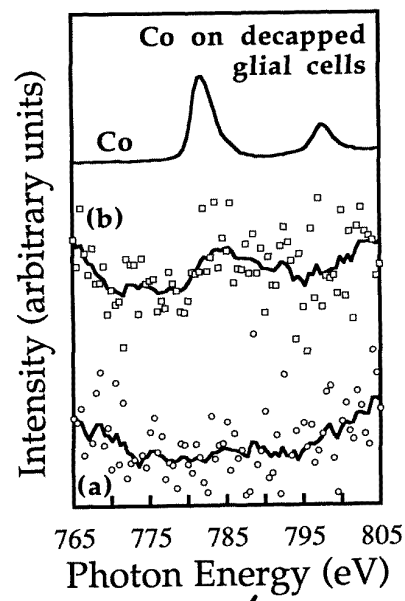 Co on decapped
glial cells
Co
(b)
(a)
Intensity (arbitrary units)
765 775 785 795 805
Photon Energy (eV)